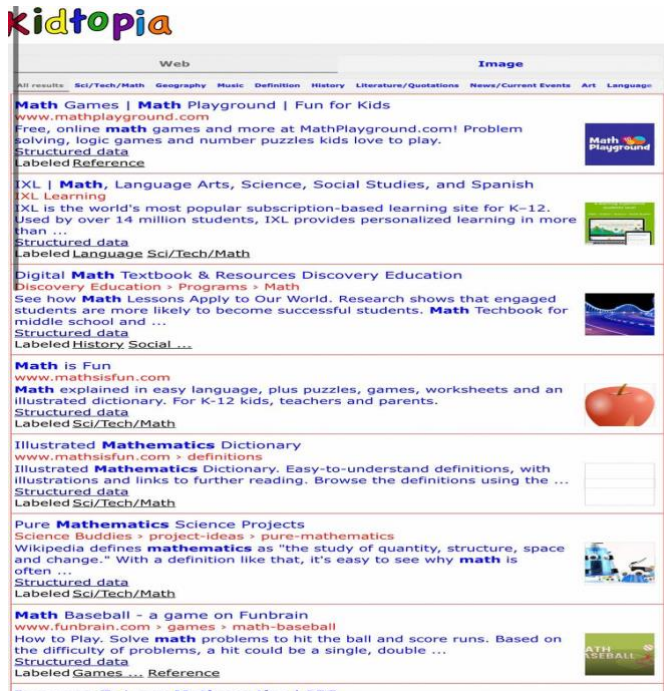 Kidtopia
Web Image
All results Sci/Tech/Math Geography Music Definition History Literature/Quotations News/Current Events Art Language
Math Games | Math Playground | Fun for Kids
www.mathplayground.com
Free, online math games and more at MathPlayground.com! Problem
solving, logic games and number puzzles kids love to play.
Structured data
Labeled Reference
Math
Playground
IXL | Math, Language Arts, Science, Social Studies, and Spanish
IXL Learning
IXL is the world's most popular subscription-based learning site for K–12.
Used by over 14 million students, IXL provides personalized learning in more
than ...
Structured data
Labeled Language Sci/Tech/Math
Digital Math Textbook & Resources Discovery Education
Discovery Education › Programs › Math
See how Math Lessons Apply to Our World. Research shows that engaged
students are more likely to become successful students. Math Techbook for
middle school and ...
Structured data
Labeled History Social ...
Math is Fun
www.mathsisfun.com
Math explained in easy language, plus puzzles, games, worksheets and an
illustrated dictionary. For K-12 kids, teachers and parents.
Structured data
Labeled Sci/Tech/Math
Illustrated Mathematics Dictionary
www.mathsisfun.com › definitions
Illustrated Mathematics Dictionary. Easy-to-understand definitions, with
illustrations and links to further reading. Browse the definitions using the ...
Structured data
Labeled Sci/Tech/Math
Pure Mathematics Science Projects
Science Buddies › project-ideas › pure-mathematics
Wikipedia defines mathematics as "the study of quantity, structure, space
and change." With a definition like that, it's easy to see why math is
often ...
Structured data
Labeled Sci/Tech/Math
Math Baseball - a game on Funbrain
www.funbrain.com › games › math-baseball
How to Play. Solve math problems to hit the ball and score runs. Based on
the difficulty of problems, a hit could be a single, double ...
Structured data
Labeled Games ... Reference
ATH
ASEBALL